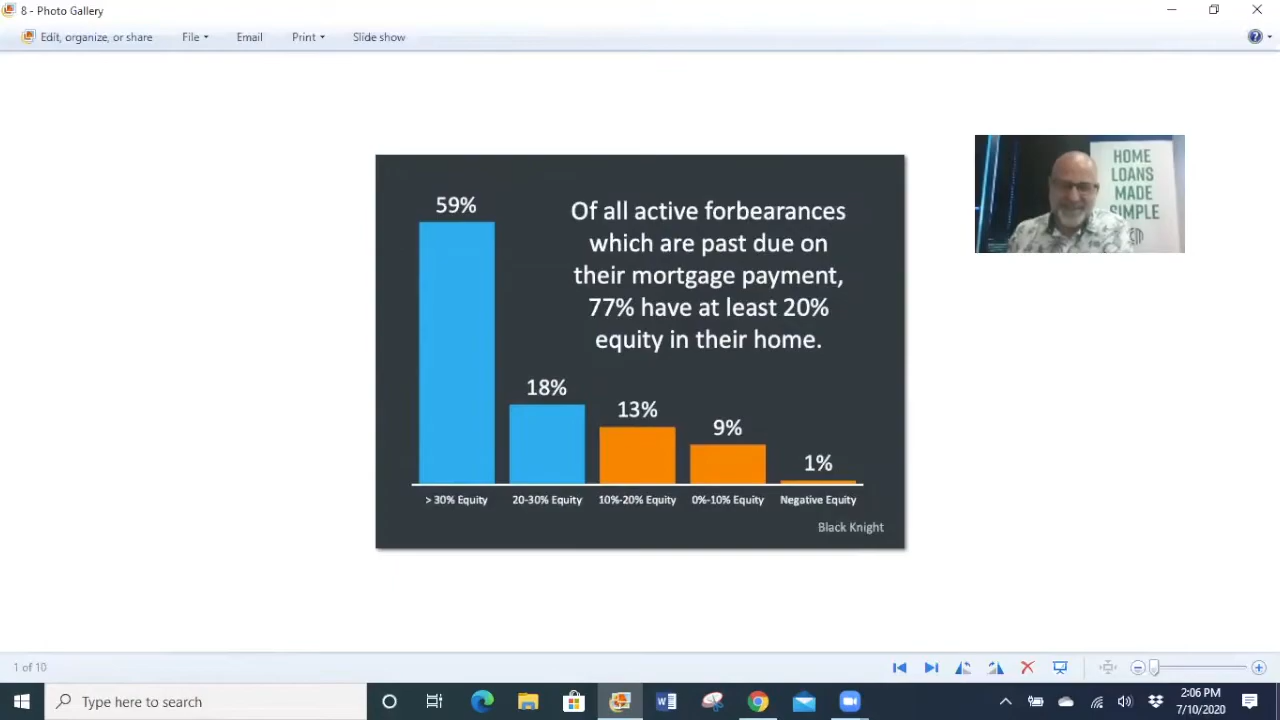 8 - Photo Gallery
Edit, organize, or share
File
Email
Print
Slide show
HOME
LOANS
MADE
SIMPLE
59%
Of all active forbearances
which are past due on
their mortgage payment,
77% have at least 20%
equity in their home.
18%
13%
9%
1%
> 30% Equity
20-30% Equity
10%-20% Equity
0%-10% Equity
Negative Equity
Black Knight
1 of 10
Type here to search
2:06 PM
7/10/2020